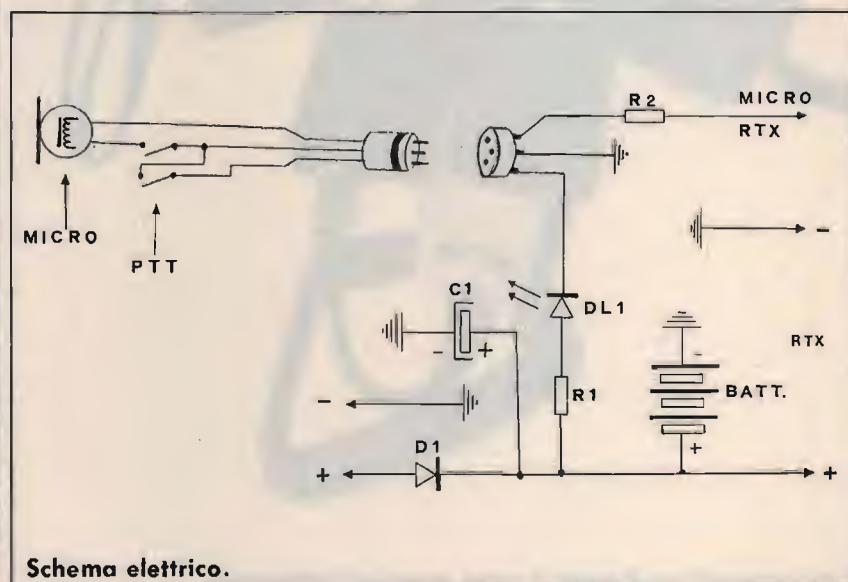 R2
MICRO
RTX
MICRO
PTT
-
C1
- +
DL1
-
RTX
BATT.
R1
-
+
D1
+
+
Schema elettrico.